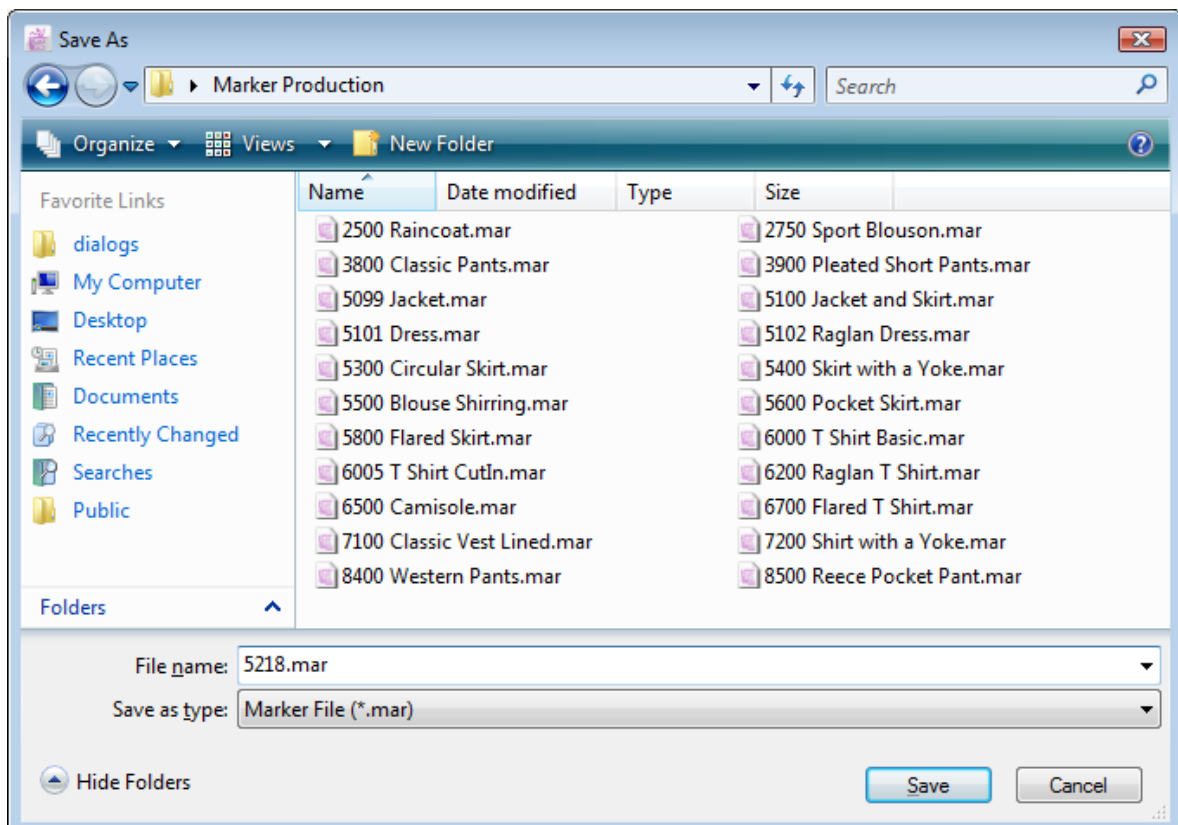 Save As
Marker Production
Search
Organize Views New Folder
Favorite Links
dialogs
My Computer
Desktop
Recent Places
Documents
Recently Changed
Searches
Public
Folders
Name Date modified Type Size
2500 Raincoat.mar 2750 Sport Blouson.mar
3800 Classic Pants.mar 3900 Pleated Short Pants.mar
5099 Jacket.mar 5100 Jacket and Skirt.mar
5101 Dress.mar 5102 Raglan Dress.mar
5300 Circular Skirt.mar 5400 Skirt with a Yoke.mar
5500 Blouse Shirring.mar 5600 Pocket Skirt.mar
5800 Flared Skirt.mar 6000 T Shirt Basic.mar
6005 T Shirt CutIn.mar 6200 Raglan T Shirt.mar
6500 Camisole.mar 6700 Flared T Shirt.mar
7100 Classic Vest Lined.mar 7200 Shirt with a Yoke.mar
8400 Western Pants.mar 8500 Reece Pocket Pant.mar
File name: 5218.mar
Save as type: Marker File (*.mar)
Hide Folders Save Cancel